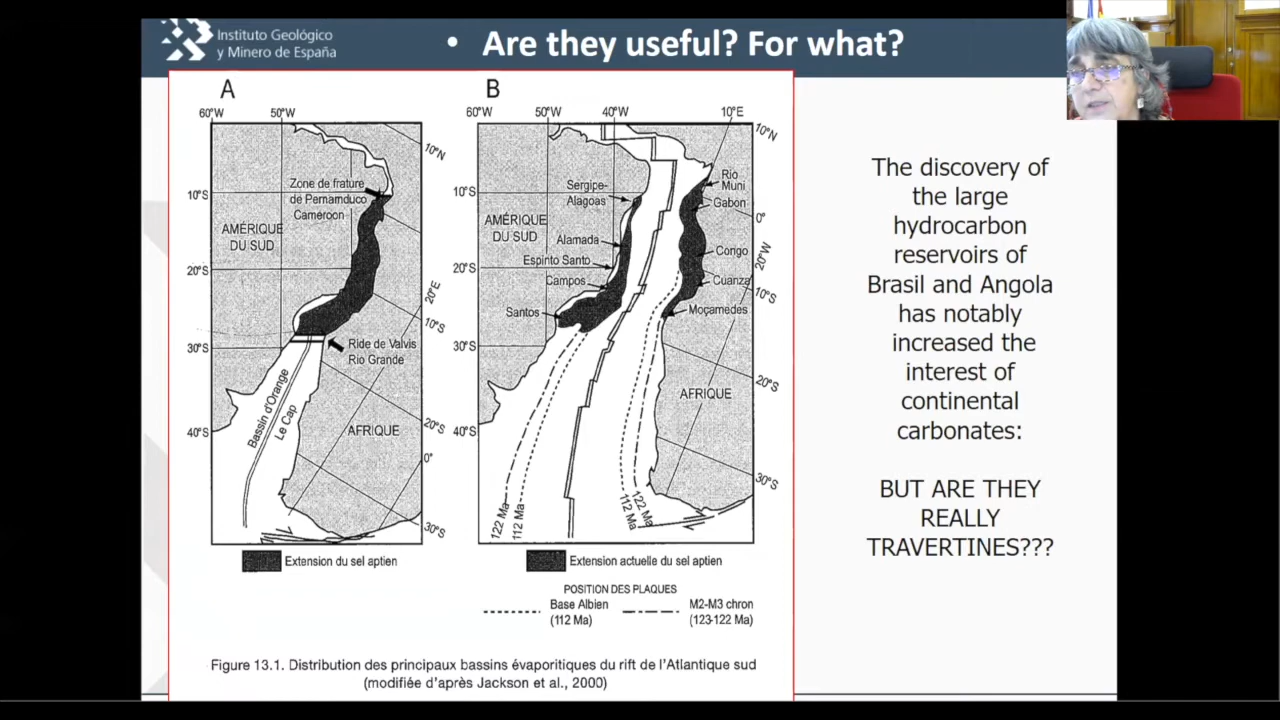 Instituto Geológico
y Minero de España
• Are they useful? For what?
A
60°W
50°W
10°N
10°S
Zone de frature
de Pernamduco
Cameroon
AMÉRIQUE
DU SUD
20°S
20°E
10°S
30°S
Ride de Valvis
Rio Grande
Bassin d'Orange
Le Cap
40°S
AFRIQUE
20°S
0°
30°S
Extension du sel aptien
B
60°W
50°W
40°W
10°E
10°N
Rio
Muni
10°S
Sergipe-
Alagoas
Gabon
0°
AMÉRIQUE
DU SUD
Alamada
Congo
20°W
Espinto Santo
20°S
Campos
Cuanza
10°S
Santos
Moçamedes
30°S
20°S
AFRIQUE
40°S
30°S
122 Ma
112 Ma
112 Ma
122 Ma
Extension actuelle du sel aptien
POSITION DES PLAQUES
Base Albien
(112 Ma)
M2-M3 chron
(123-122 Ma)
Figure 13.1. Distribution des principaux bassins évaporitiques du rift de l'Atlantique sud
(modifiée d'après Jackson et al., 2000)
The discovery of
the large
hydrocarbon
reservoirs of
Brasil and Angola
has notably
increased the
interest of
continental
carbonates:
BUT ARE THEY
REALLY
TRAVERTINES???